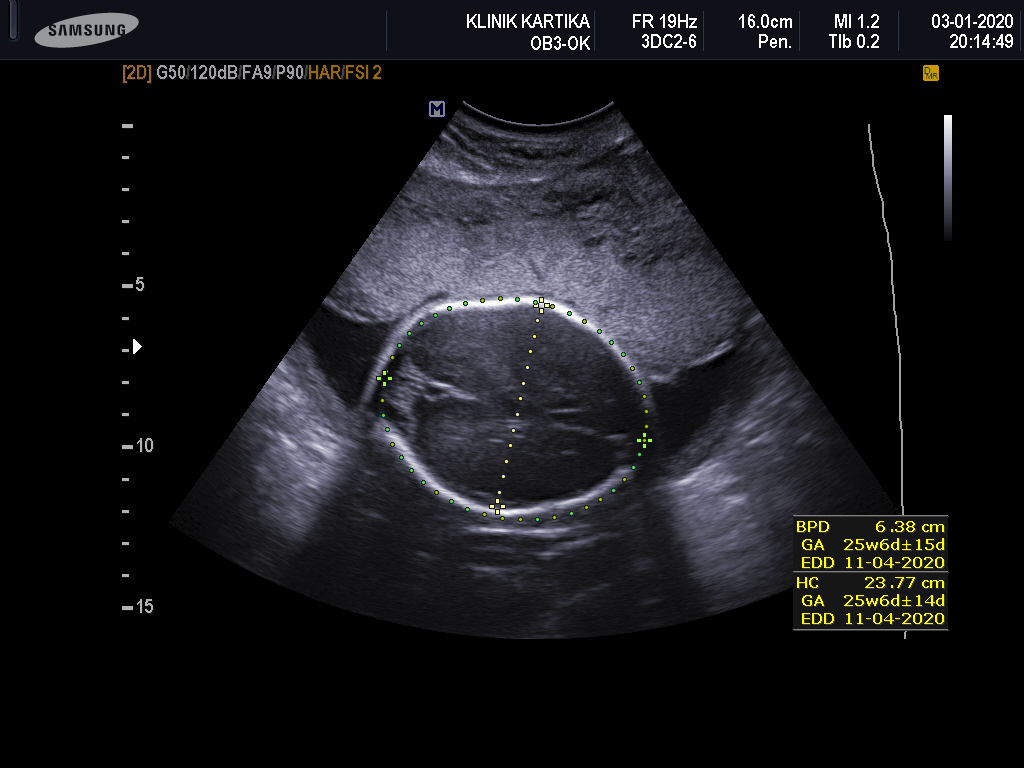 SAMSUNG
KLINIK KARTIKA FR 19Hz 16.0cm MI 1.2 03-01-2020
OB3-OK 3DC2-6 Pen. TIb 0.2 20:14:49
[2D] G50/120dB/FA9/P90/HAR/FSI 2
M
5
10
15
BPD 6.38 cm
GA 25w6d±15d
EDD 11-04-2020
HC 23.77 cm
GA 25w6d±14d
EDD 11-04-2020